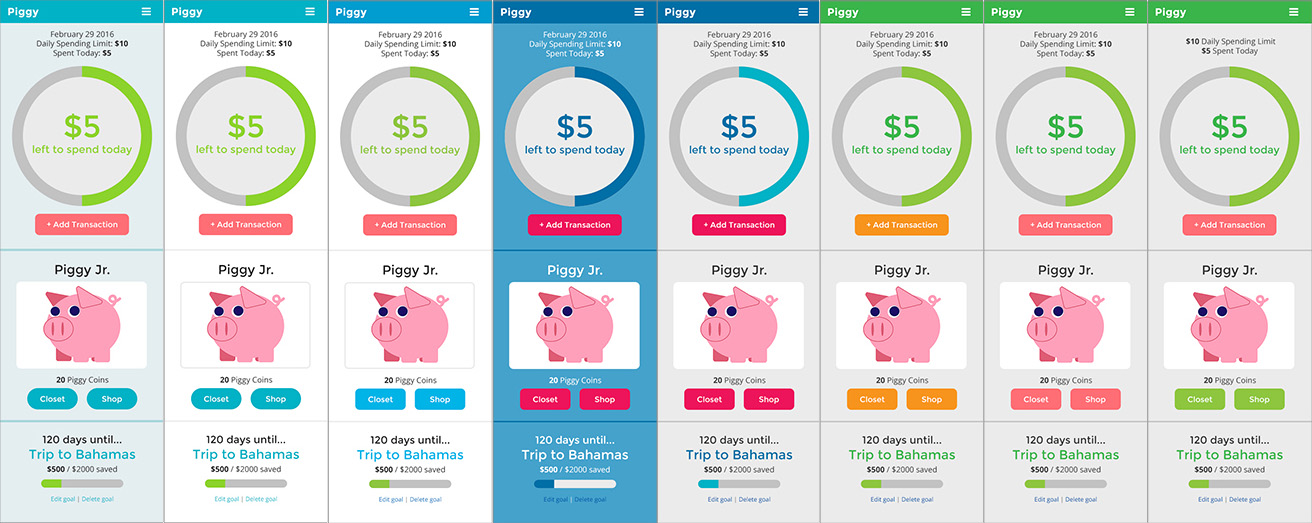 Piggy
February 29 2016
Daily Spending Limit: $10
Spent Today: $5
$5
left to spend today
+ Add Transaction
Piggy Jr.
20 Piggy Coins
Closet Shop
120 days until...
Trip to Bahamas
$500 / $2000 saved
Edit goal | Delete goal
Piggy
February 29 2016
Daily Spending Limit: $10
Spent Today: $5
$5
left to spend today
+ Add Transaction
Piggy Jr.
20 Piggy Coins
Closet Shop
120 days until...
Trip to Bahamas
$500 / $2000 saved
Edit goal | Delete goal
Piggy
February 29 2016
Daily Spending Limit: $10
Spent Today: $5
$5
left to spend today
+ Add Transaction
Piggy Jr.
20 Piggy Coins
Closet Shop
120 days until...
Trip to Bahamas
$500 / $2000 saved
Edit goal | Delete goal
Piggy
February 29 2016
Daily Spending Limit: $10
Spent Today: $5
$5
left to spend today
+ Add Transaction
Piggy Jr.
20 Piggy Coins
Closet Shop
120 days until...
Trip to Bahamas
$500 / $2000 saved
Edit goal | Delete goal
Piggy
February 29 2016
Daily Spending Limit: $10
Spent Today: $5
$5
left to spend today
+ Add Transaction
Piggy Jr.
20 Piggy Coins
Closet Shop
120 days until...
Trip to Bahamas
$500 / $2000 saved
Edit goal | Delete goal
Piggy
February 29 2016
Daily Spending Limit: $10
Spent Today: $5
$5
left to spend today
+ Add Transaction
Piggy Jr.
20 Piggy Coins
Closet Shop
120 days until...
Trip to Bahamas
$500 / $2000 saved
Edit goal | Delete goal
Piggy
February 29 2016
Daily Spending Limit: $10
Spent Today: $5
$5
left to spend today
+ Add Transaction
Piggy Jr.
20 Piggy Coins
Closet Shop
120 days until...
Trip to Bahamas
$500 / $2000 saved
Edit goal | Delete goal
Piggy
$10 Daily Spending Limit
$5 Spent Today
$5
left to spend today
+ Add Transaction
Piggy Jr.
20 Piggy Coins
Closet Shop
120 days until...
Trip to Bahamas
$500 / $2000 saved
Edit goal | Delete goal